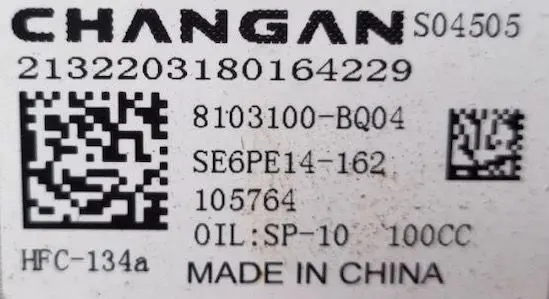 CHANGAN S04505
2132203180164229
8103100-BQ04
SE6PE14-162
105764
OIL:SP-10 100CC
HFC-134a
MADE IN CHINA